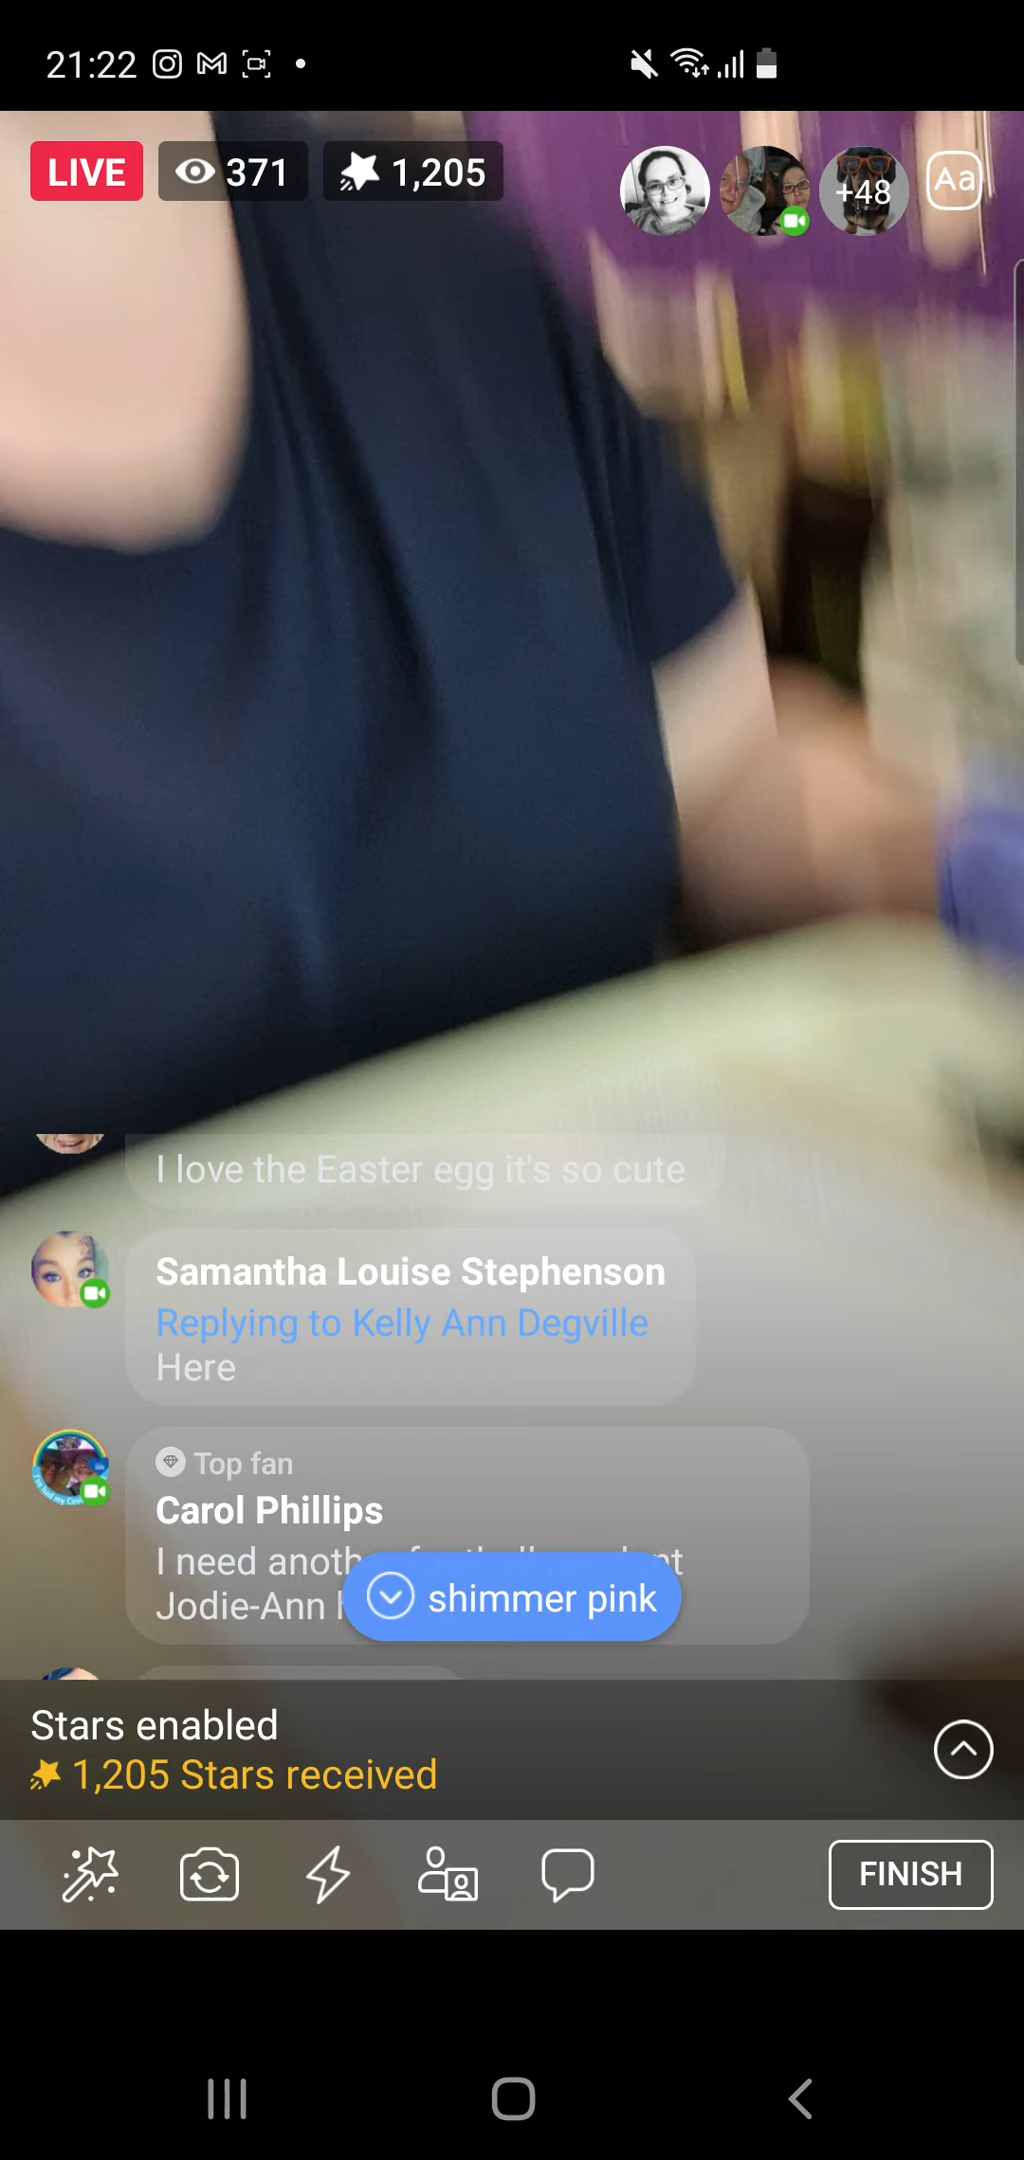 21:22
LIVE 371 1,205 +48 Aa
I love the Easter egg it's so cute
Samantha Louise Stephenson
Replying to Kelly Ann Degville
Here
Top fan
Carol Phillips
I need
Jodie-Ann
shimmer pink
Stars enabled
1,205 Stars received
FINISH